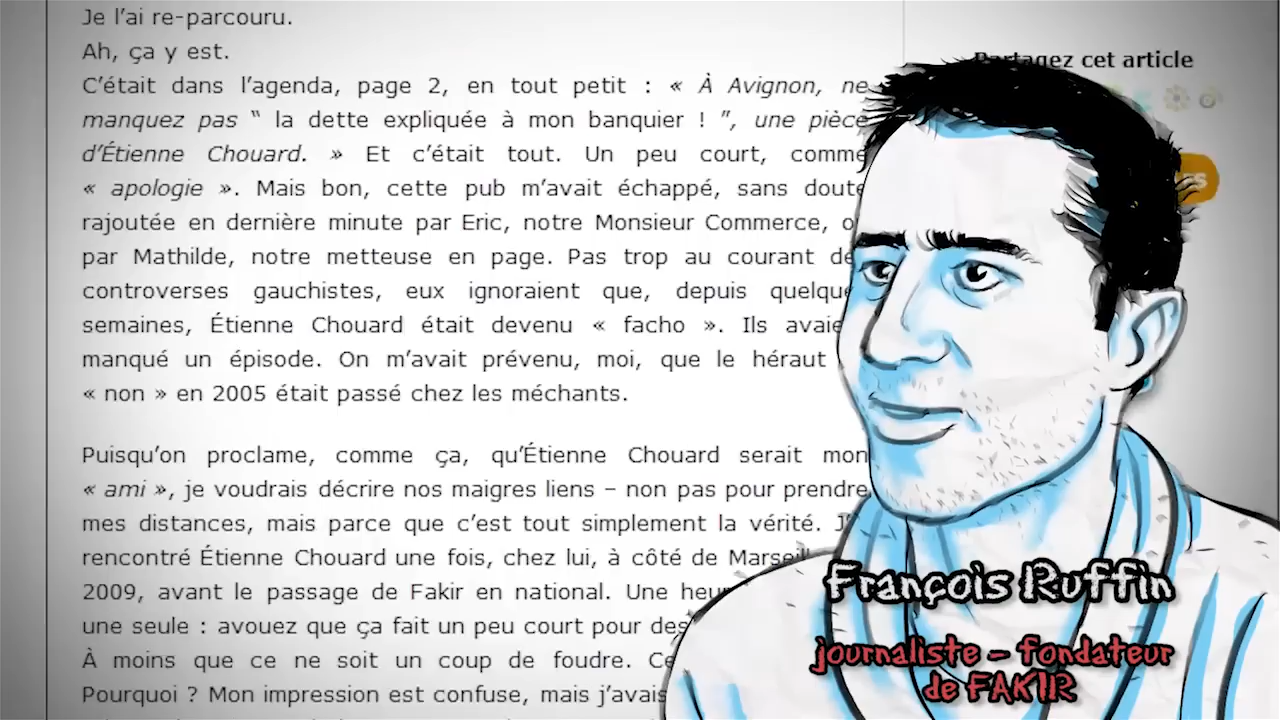 Je l’ai re-parcouru.
Ah, ça y est.
C’était dans l’agenda, page 2, en tout petit : « À Avignon, ne
manquez pas “ la dette expliquée à mon banquier ! ”, une pièce
d’Étienne Chouard. » Et c’était tout. Un peu court, comme
« apologie ». Mais bon, cette pub m’avait échappé, sans doute
rajoutée en dernière minute par Eric, notre Monsieur Commerce,
par Mathilde, notre metteuse en page. Pas trop au courant
controverses gauchistes, eux ignoraient que, depuis
semaines, Étienne Chouard était devenu « facho ». Ils
manqué un épisode. On m’avait prévenu, moi, que le héraut
« non » en 2005 était passé chez les méchants.
Puisqu’on proclame, comme ça, qu’Étienne Chouard serait mon
« ami », je voudrais décrire nos maigres liens – non pas pour prendre
mes distances, mais parce que c’est tout simplement la vérité.
rencontré Étienne Chouard une fois, chez lui, à côté de
2009, avant le passage de Fakir en national. Une
une seule : avouez que ça fait un peu court pour
À moins que ce ne soit un coup de foudre.
Pourquoi ? Mon impression est confuse, mais j’avais
Partagez cet article
François Ruffin
journaliste – fondateur
de FAKIR